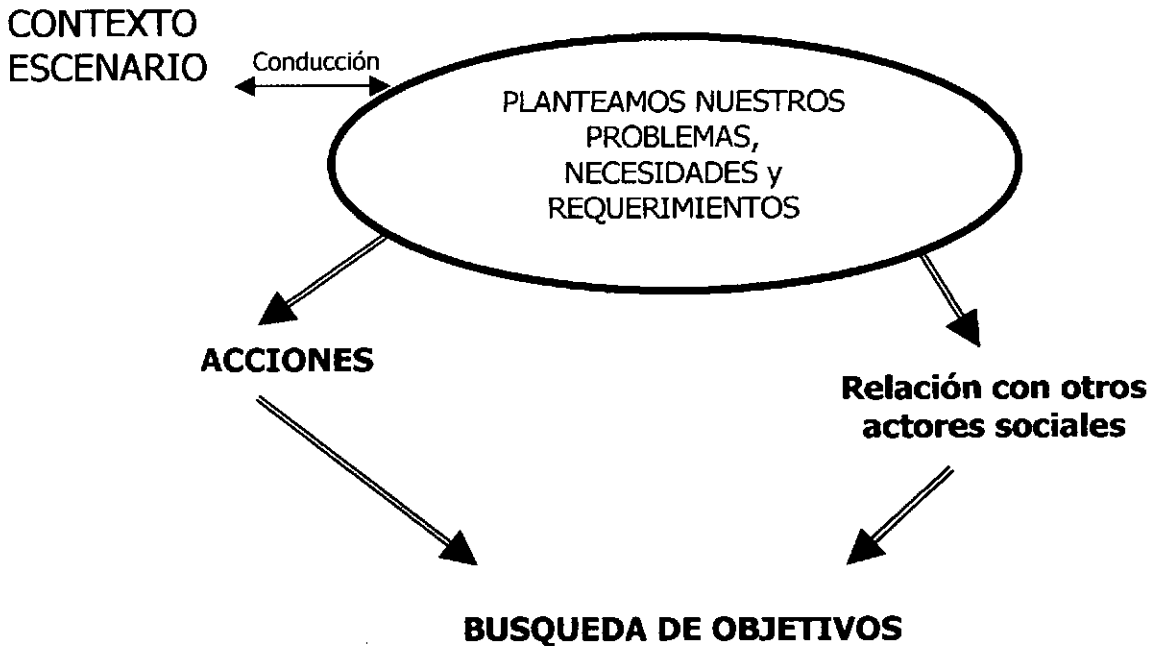 CONTEXTO
ESCENARIO
Conducción
PLANTEAMOS NUESTROS
PROBLEMAS,
NECESIDADES y
REQUERIMIENTOS
ACCIONES
Relación con otros
actores sociales
BUSQUEDA DE OBJETIVOS